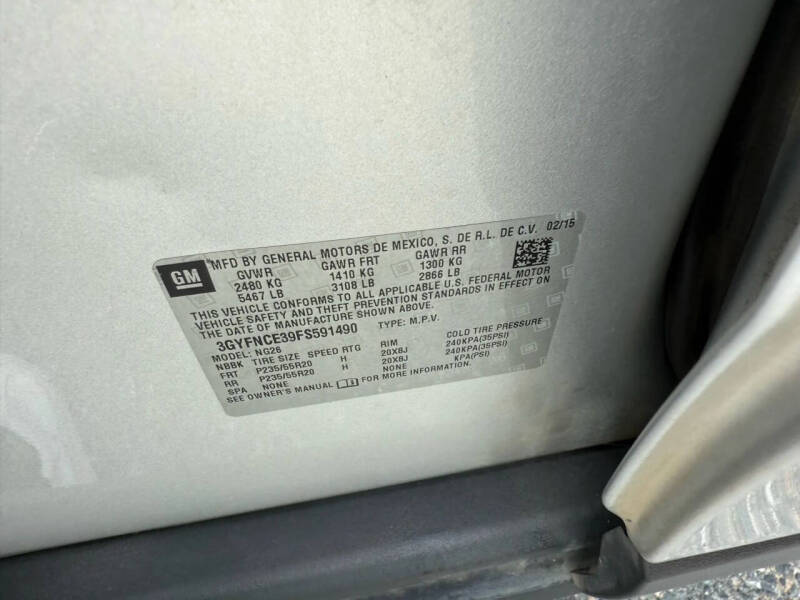 GM
MFD BY GENERAL MOTORS DE MEXICO, S. DE R.L. DE C.V. 02/15
GVWR GAWR FRT GAWR RR
2480 KG 1410 KG 1300 KG
5467 LB 3108 LB 2866 LB
THIS VEHICLE CONFORMS TO ALL APPLICABLE U.S. FEDERAL MOTOR
VEHICLE SAFETY AND THEFT PREVENTION STANDARDS IN EFFECT ON
THE DATE OF MANUFACTURE SHOWN ABOVE.
3GYFNCE39FS591490 TYPE: M.P.V.
MODEL: NG26
NBBK TIRE SIZE SPEED RTG RIM COLD TIRE PRESSURE
FRT P235/55R20 H 20X8J 240KPA(35PSI)
RR P235/55R20 H 20X8J 240KPA(35PSI)
SPA NONE NONE KPA(PSI)
SEE OWNER'S MANUAL FOR MORE INFORMATION.